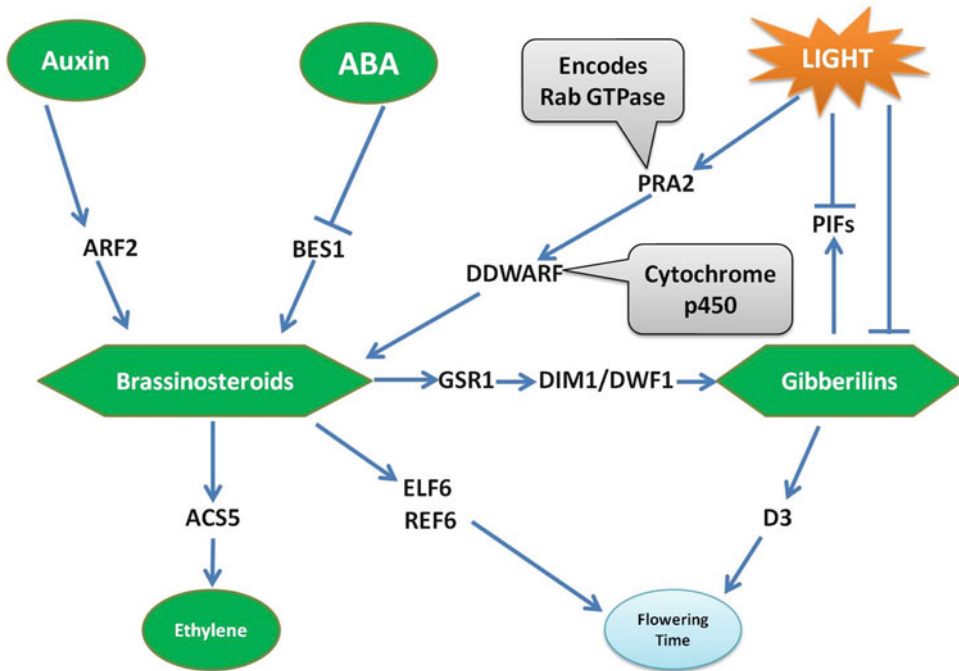 Auxin
ABA
Encodes
Rab GTPase
LIGHT
PRA2
PIFs
ARF2
BES1
DDWARF
Cytochrome
p450
Brassinosteroids
GSR1
DIM1/DWF1
Gibberilins
ELF6
REF6
ACS5
D3
Ethylene
Flowering
Time